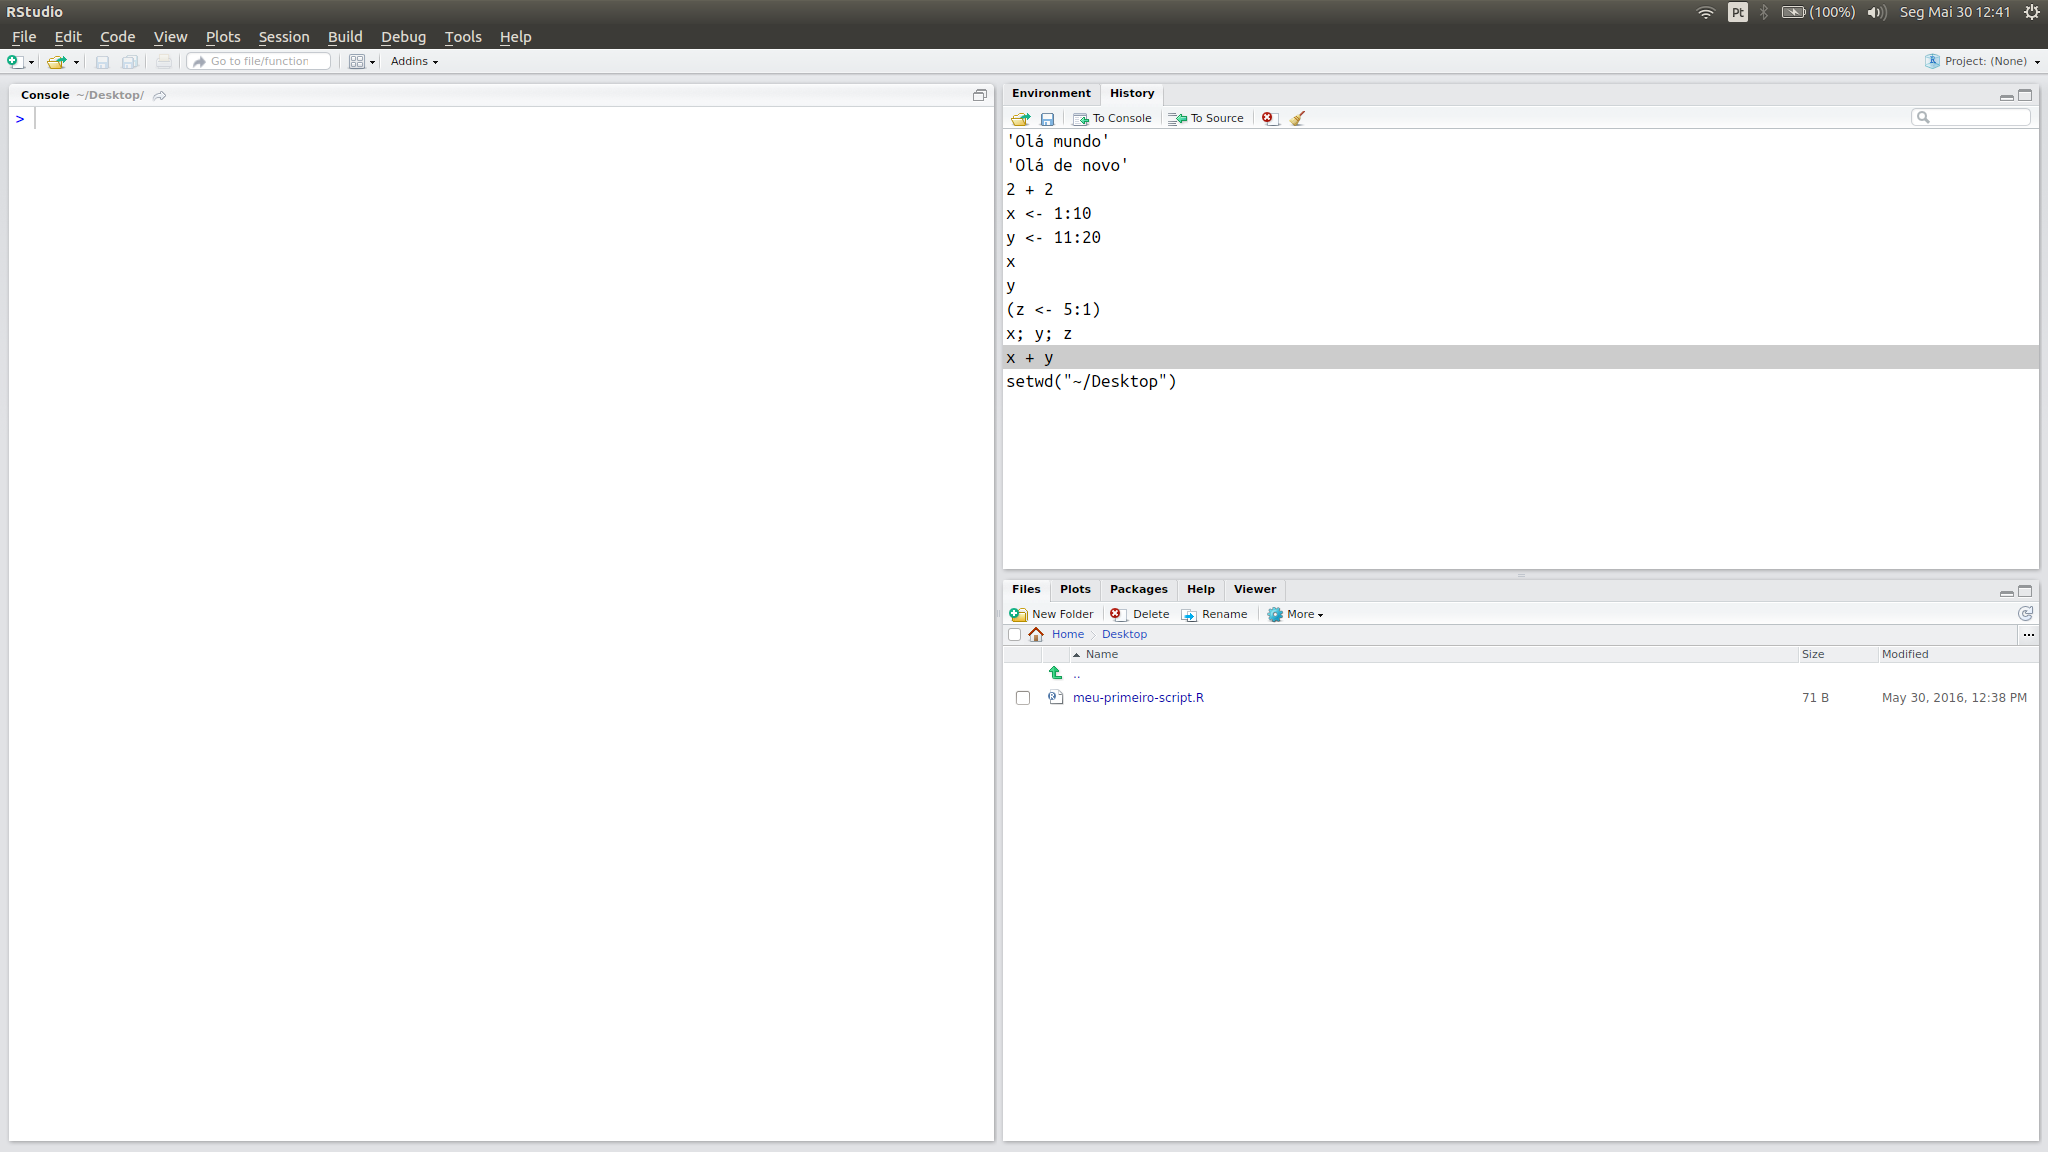 RStudio
Pt (100%) Seg Mai 30 12:41
File Edit Code View Plots Session Build Debug Tools Help
Go to file/function Addins Project: (None)
Console ~/Desktop/
>
Environment History
To Console To Source
'Olá mundo'
'Olá de novo'
2 + 2
x <- 1:10
y <- 11:20
x
y
(z <- 5:1)
x; y; z
x + y
setwd("~/Desktop")
Files Plots Packages Help Viewer
New Folder Delete Rename More
Home Desktop ...
Name Size Modified
..
meu-primeiro-script.R 71 B May 30, 2016, 12:38 PM